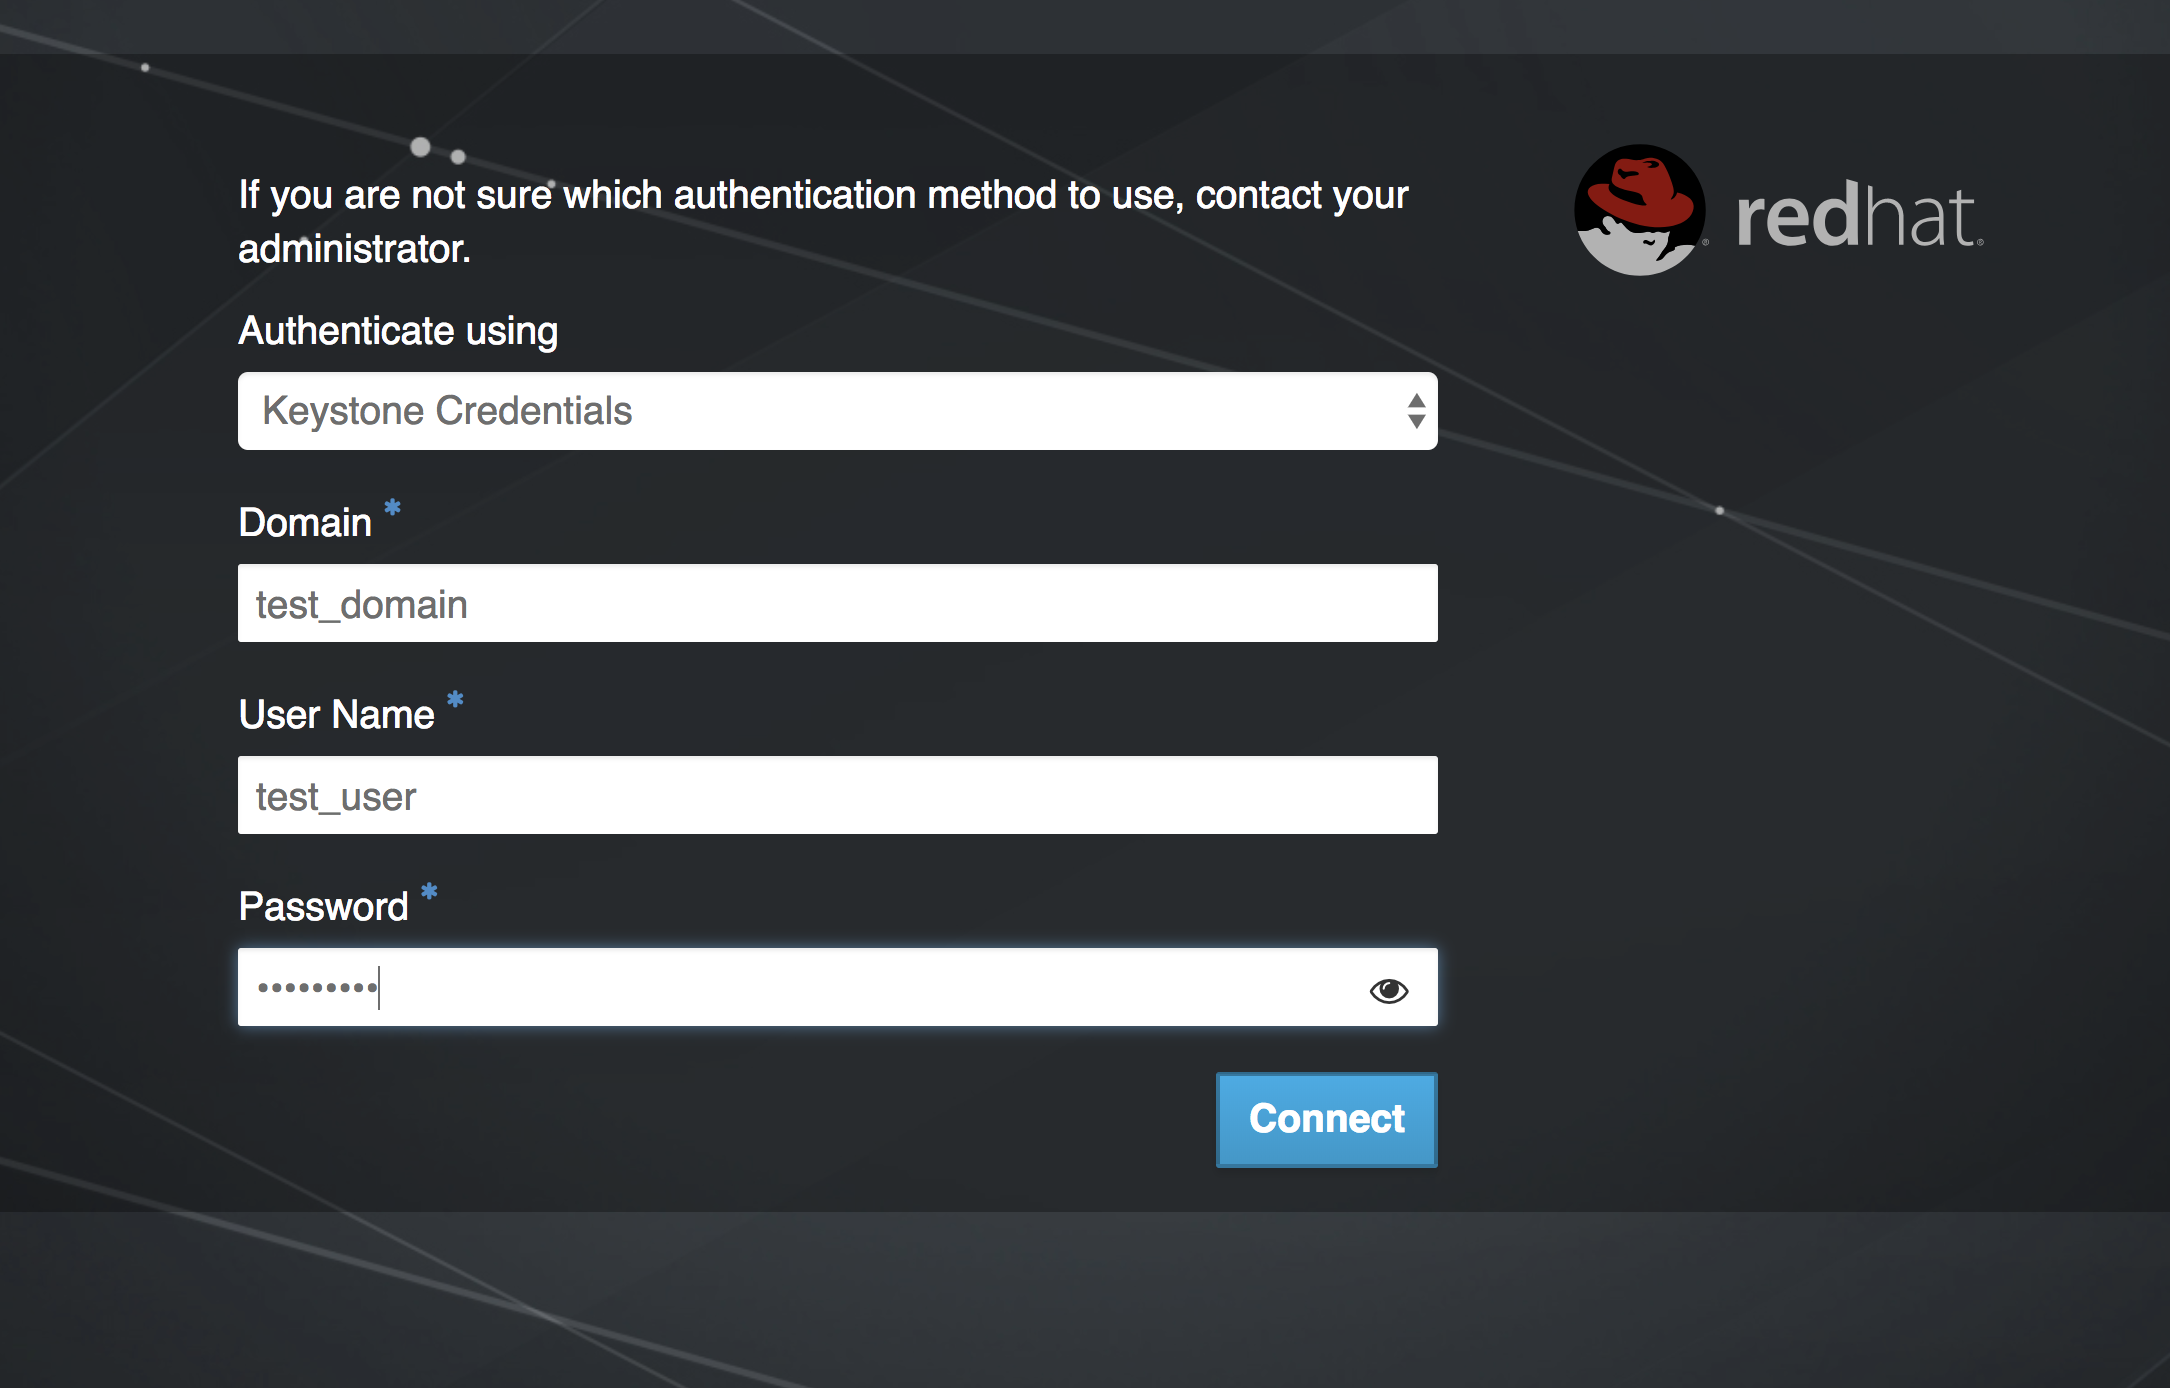 If you are not sure which authentication method to use, contact your
administrator.
redhat.
Authenticate using
Keystone Credentials
Domain *
test_domain
User Name *
test_user
Password *
•••••••••
Connect